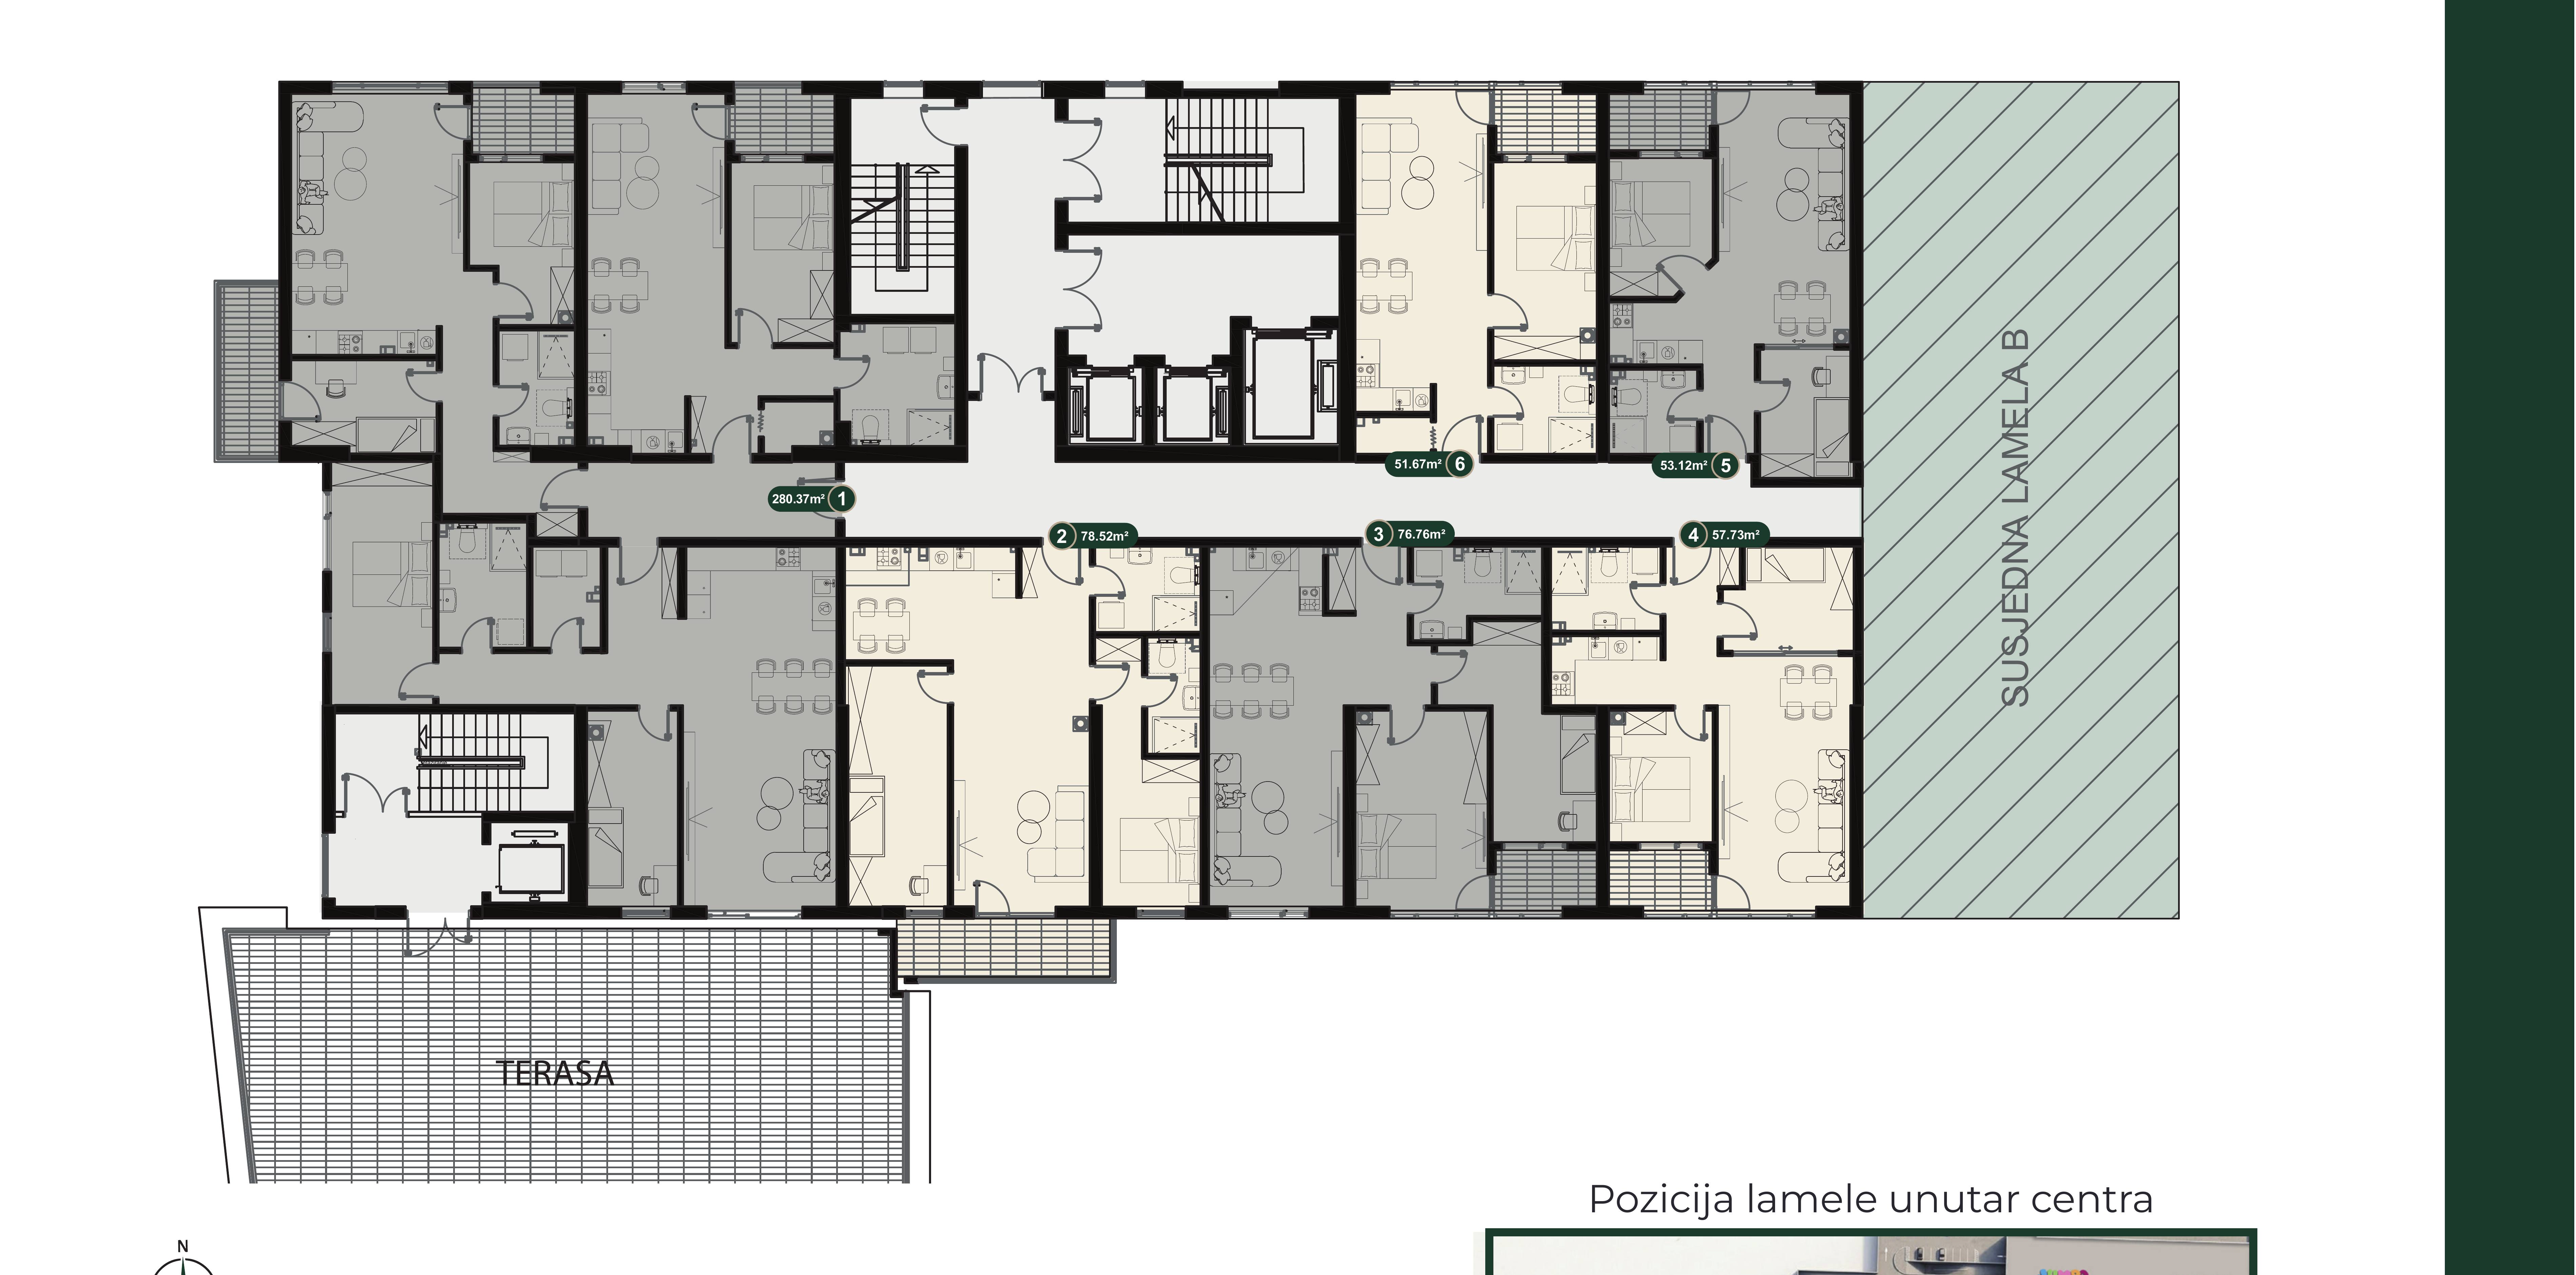 51.67m² 6
53.12m² 5
280.37m² 1
2 78.52m²
3 76.76m²
4 57.73m²
SUSJEDNA LAMELA B
TERASA
Pozicija lamele unutar centra
N